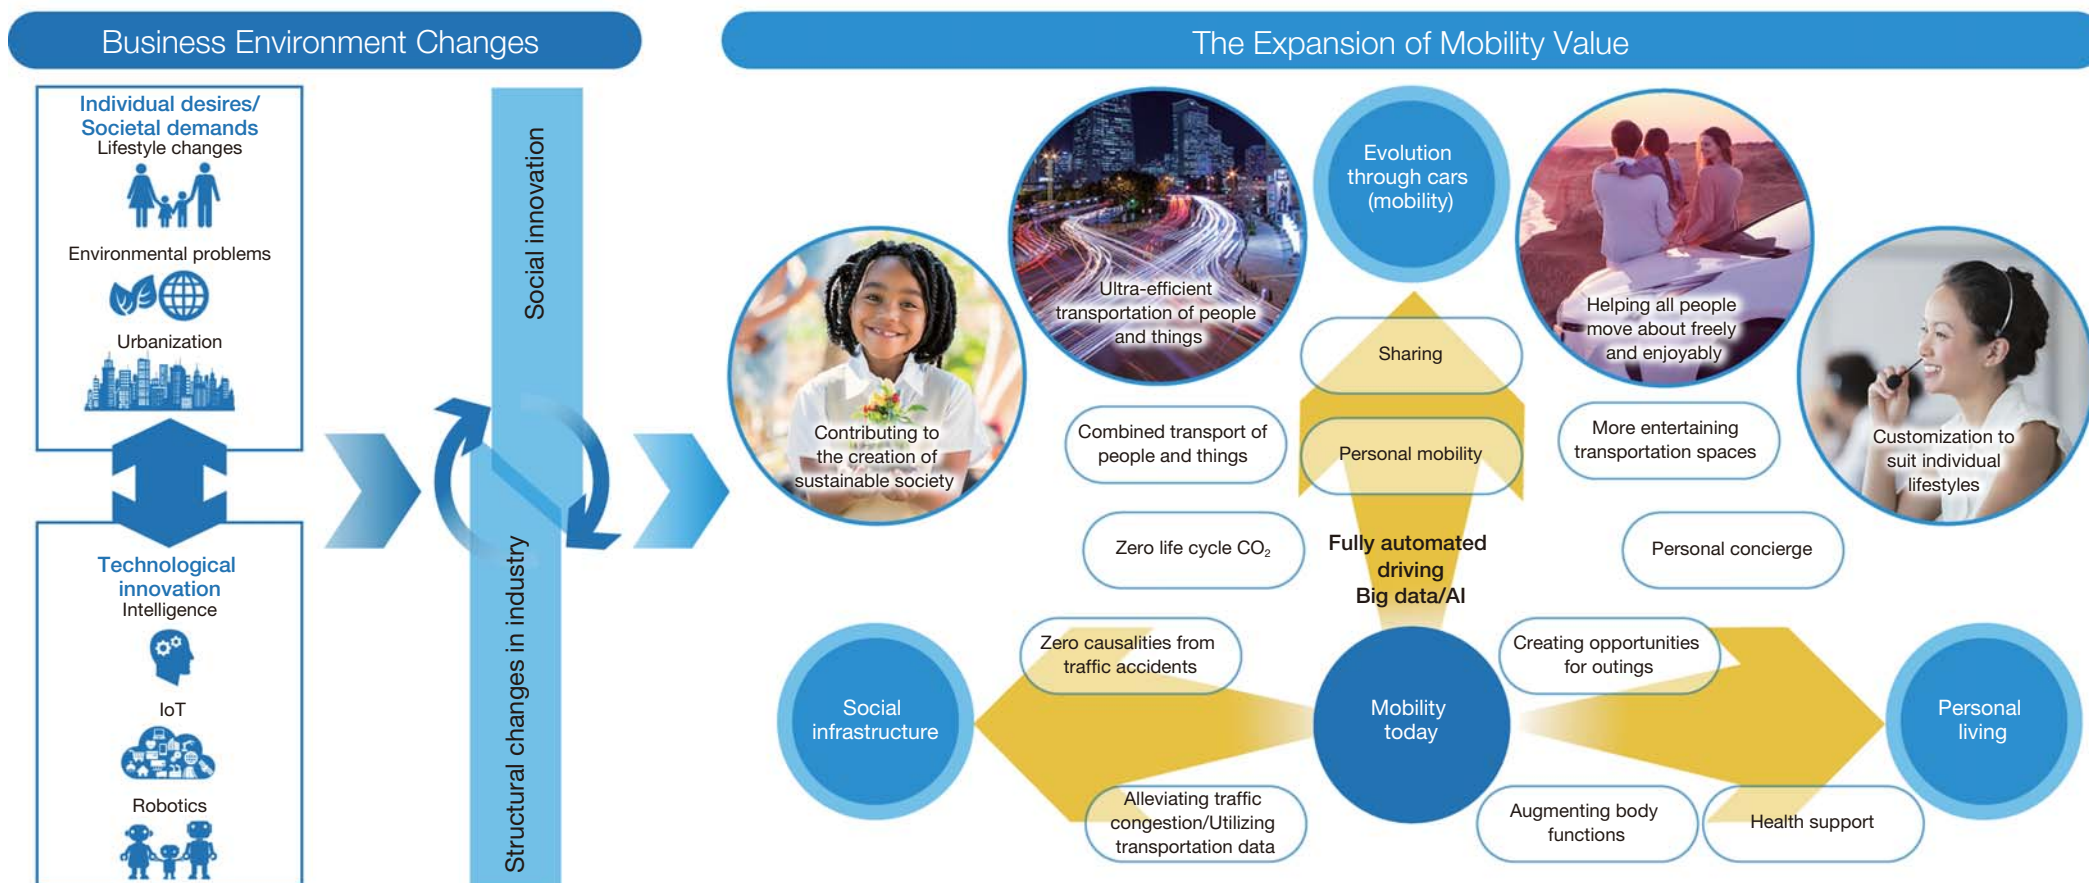 Business Environment Changes
Individual desires/
Societal demands
Lifestyle changes
Environmental problems
Urbanization
Technological
innovation
Intelligence
IoT
Robotics
Social innovation
Structural changes in industry
The Expansion of Mobility Value
Contributing to
the creation of
sustainable society
Ultra-efficient
transportation of people
and things
Evolution
through cars
(mobility)
Helping all people
move about freely
and enjoyably
Customization to
suit individual
lifestyles
Sharing
Combined transport of
people and things
Personal mobility
More entertaining
transportation spaces
Zero life cycle CO₂
Fully automated
driving
Big data/AI
Personal concierge
Zero causalities from
traffic accidents
Creating opportunities
for outings
Social
infrastructure
Mobility
today
Personal
living
Alleviating traffic
congestion/Utilizing
transportation data
Augmenting body
functions
Health support